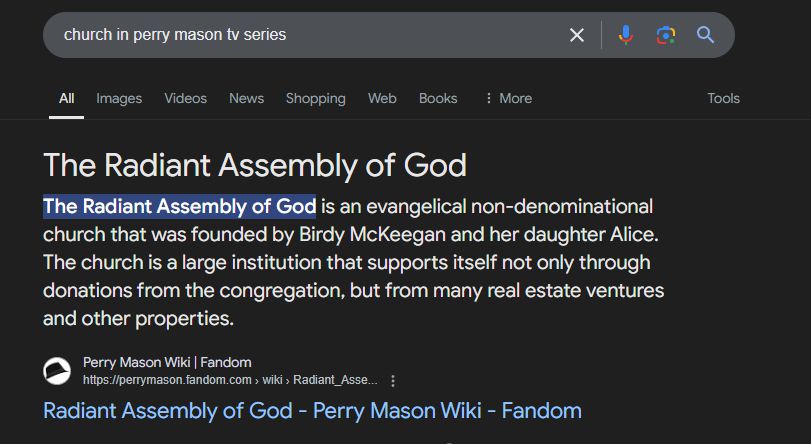 church in perry mason tv series
All Images Videos News Shopping Web Books More Tools
The Radiant Assembly of God
The Radiant Assembly of God is an evangelical non-denominational
church that was founded by Birdy McKeegan and her daughter Alice.
The church is a large institution that supports itself not only through
donations from the congregation, but from many real estate ventures
and other properties.
Perry Mason Wiki | Fandom
https://perrymason.fandom.com › wiki › Radiant_Asse...
Radiant Assembly of God - Perry Mason Wiki - Fandom